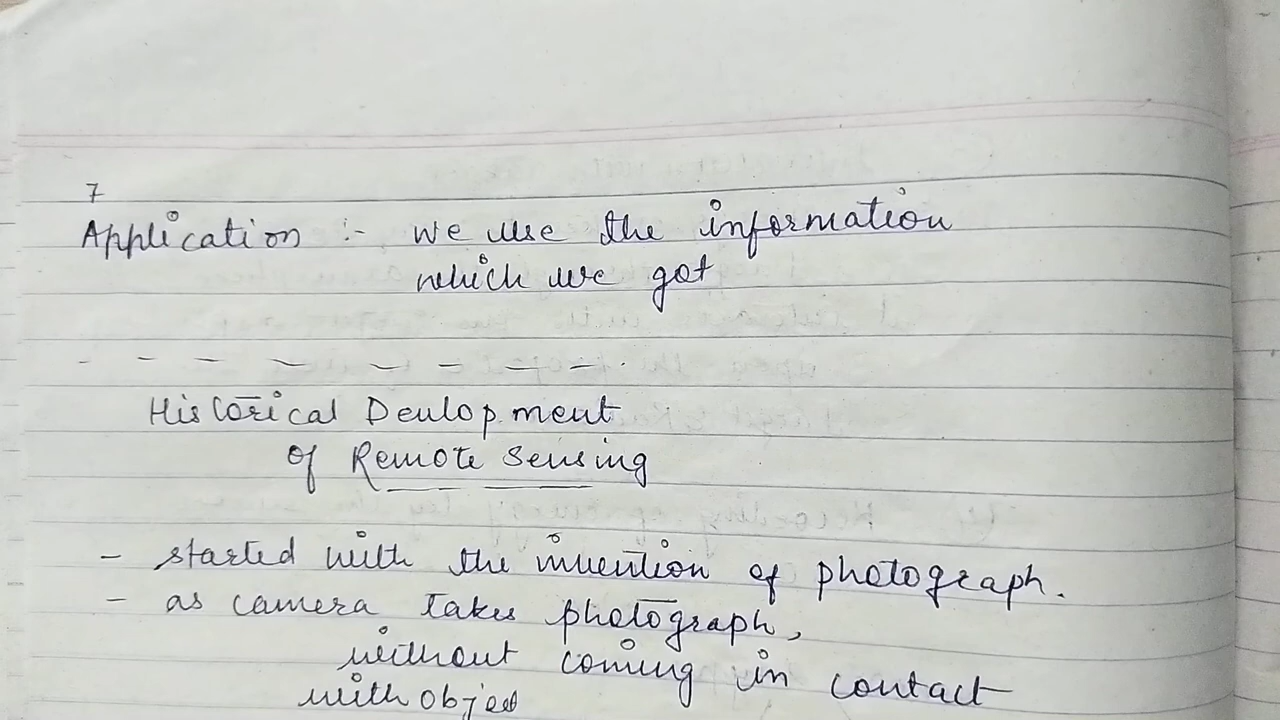 7
Application :- we use the information
which we got
Historical Devlopment
of Remote Sensing
- started with the invention of photograph.
- as camera takes photograph,
without coming in contact
with object